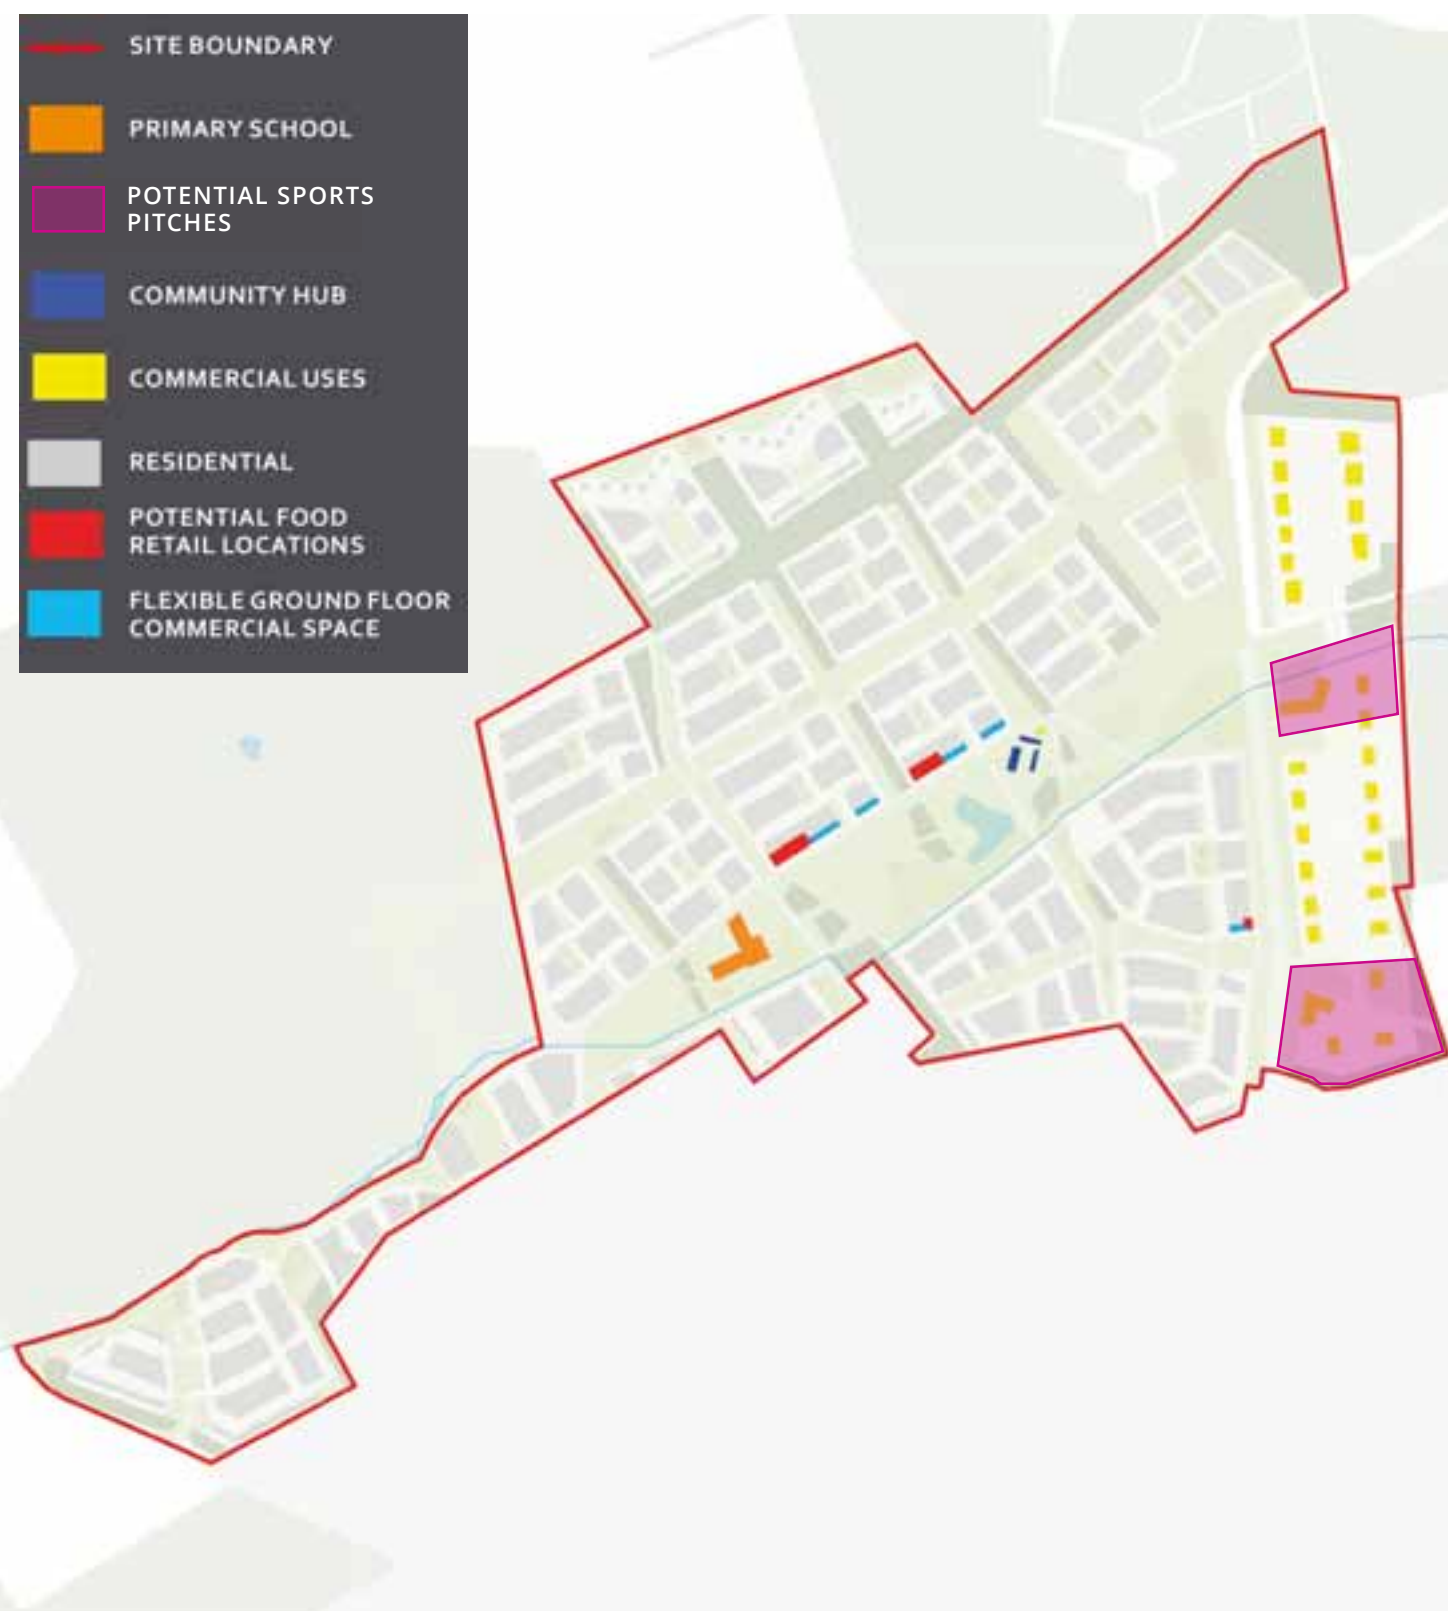 SITE BOUNDARY
PRIMARY SCHOOL
POTENTIAL SPORTS
PITCHES
COMMUNITY HUB
COMMERCIAL USES
RESIDENTIAL
POTENTIAL FOOD
RETAIL LOCATIONS
FLEXIBLE GROUND FLOOR
COMMERCIAL SPACE